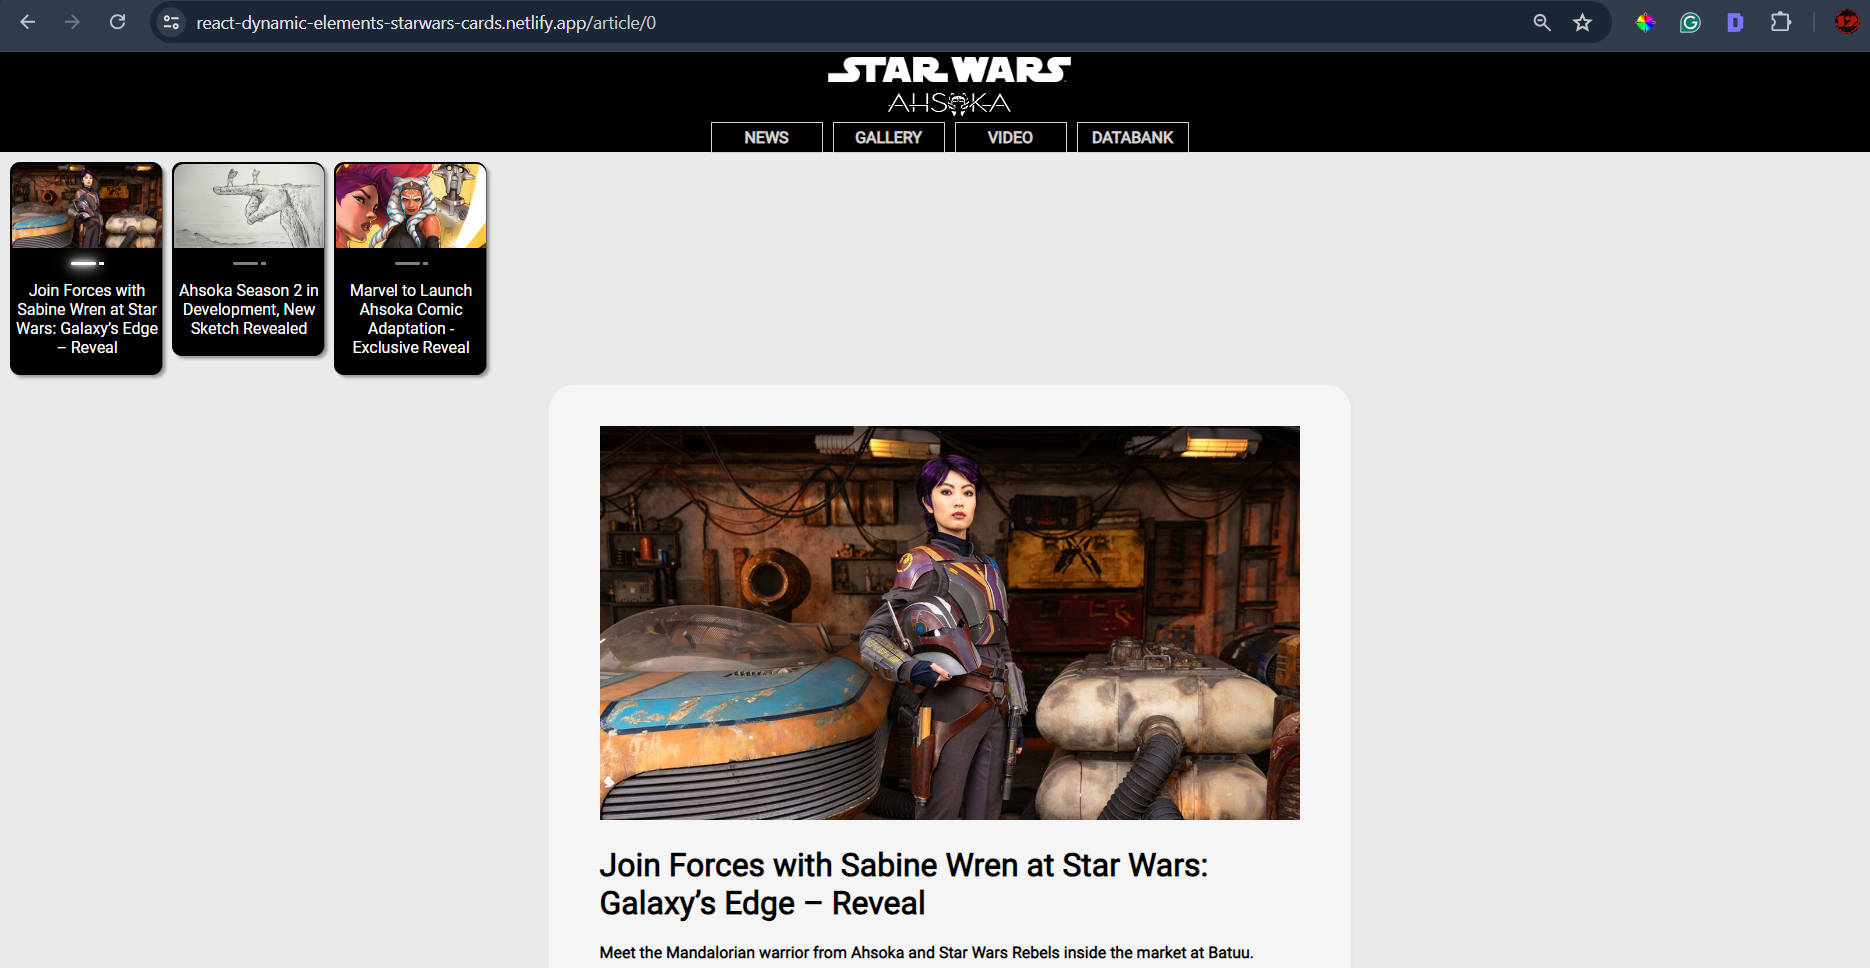 react-dynamic-elements-starwars-cards.netlify.app/article/0
STAR WARS
AHSOKA
NEWS
GALLERY
VIDEO
DATABANK
Join Forces with
Sabine Wren at Star
Wars: Galaxy’s Edge
– Reveal
Ahsoka Season 2 in
Development, New
Sketch Revealed
Marvel to Launch
Ahsoka Comic
Adaptation -
Exclusive Reveal
Join Forces with Sabine Wren at Star Wars:
Galaxy’s Edge – Reveal
Meet the Mandalorian warrior from Ahsoka and Star Wars Rebels inside the market at Batuu.